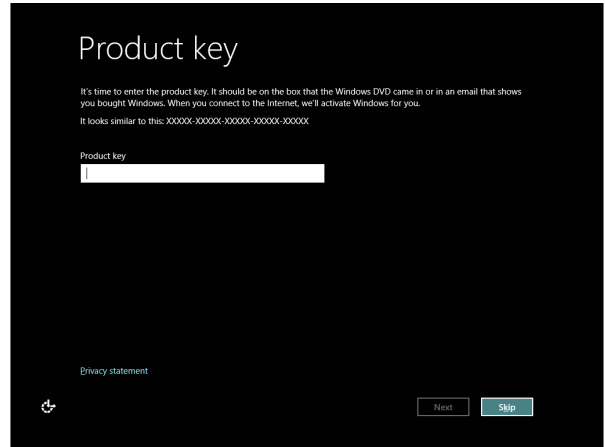 Product key
It's time to enter the product key. It should be on the box that the Windows DVD came in or in an email that shows
you bought Windows. When you connect to the Internet, we'll activate Windows for you.
It looks similar to this: XXXXX-XXXXX-XXXXX-XXXXX-XXXXX
Product key
Privacy statement
Next
Skip